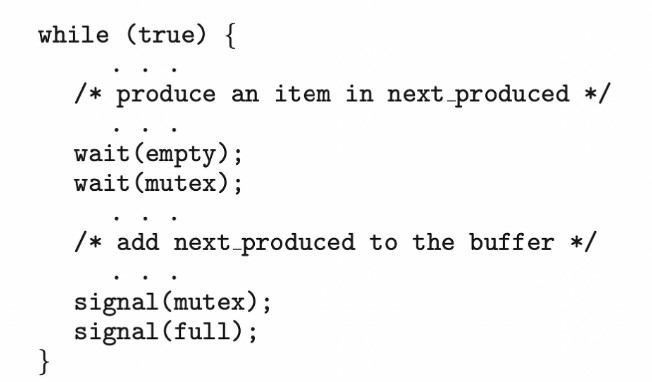 while (true) {
. . .
/* produce an item in next_produced */
. . .
wait(empty);
wait(mutex);
. . .
/* add next_produced to the buffer */
. . .
signal(mutex);
signal(full);
}